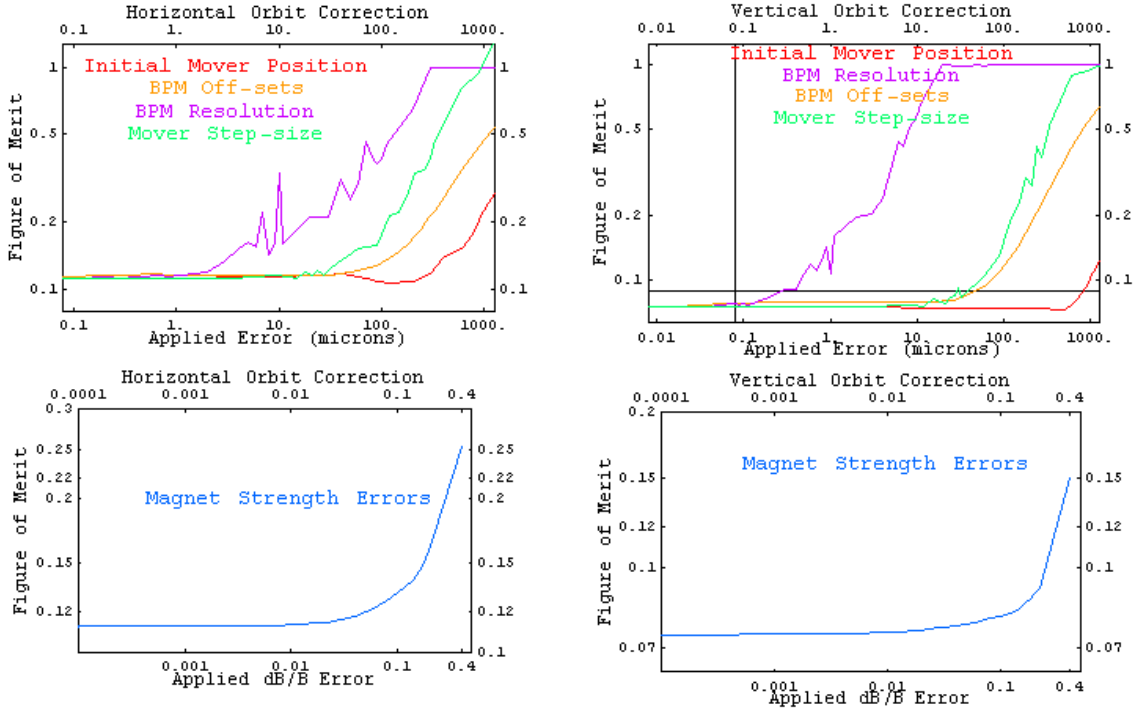 Horizontal Orbit Correction
0.1 1. 10. 100. 1000.
1 1
Initial Mover Position
BPM Off-sets
BPM Resolution
Mover Step-size
0.5 0.5
0.2 0.2
0.1 0.1
Figure of Merit
0.1 1. 10. 100. 1000.
Applied Error (microns)
Vertical Orbit Correction
0.01 0.1 1. 10. 100. 1000.
Initial Mover Position
1 1
BPM Resolution
BPM Off-sets
Mover Step-size
0.5 0.5
0.2 0.2
0.1 0.1
Figure of Merit
0.01 0.1 1. 10. 100. 1000.
Applied Error (microns)
Horizontal Orbit Correction
0.0001 0.001 0.01 0.1 0.4
0.3
0.25 0.25
0.22 0.22
0.2 0.2
Magnet Strength Errors
0.15 0.15
0.12 0.12
0.1
Figure of Merit
0.001 0.01 0.1 0.4
Applied dB/B Error
Vertical Orbit Correction
0.0001 0.001 0.01 0.1 0.4
0.2
Magnet Strength Errors
0.15 0.15
0.12 0.12
0.1 0.1
0.07 0.07
Figure of Merit
0.001 0.01 0.1 0.4
Applied dB/B Error